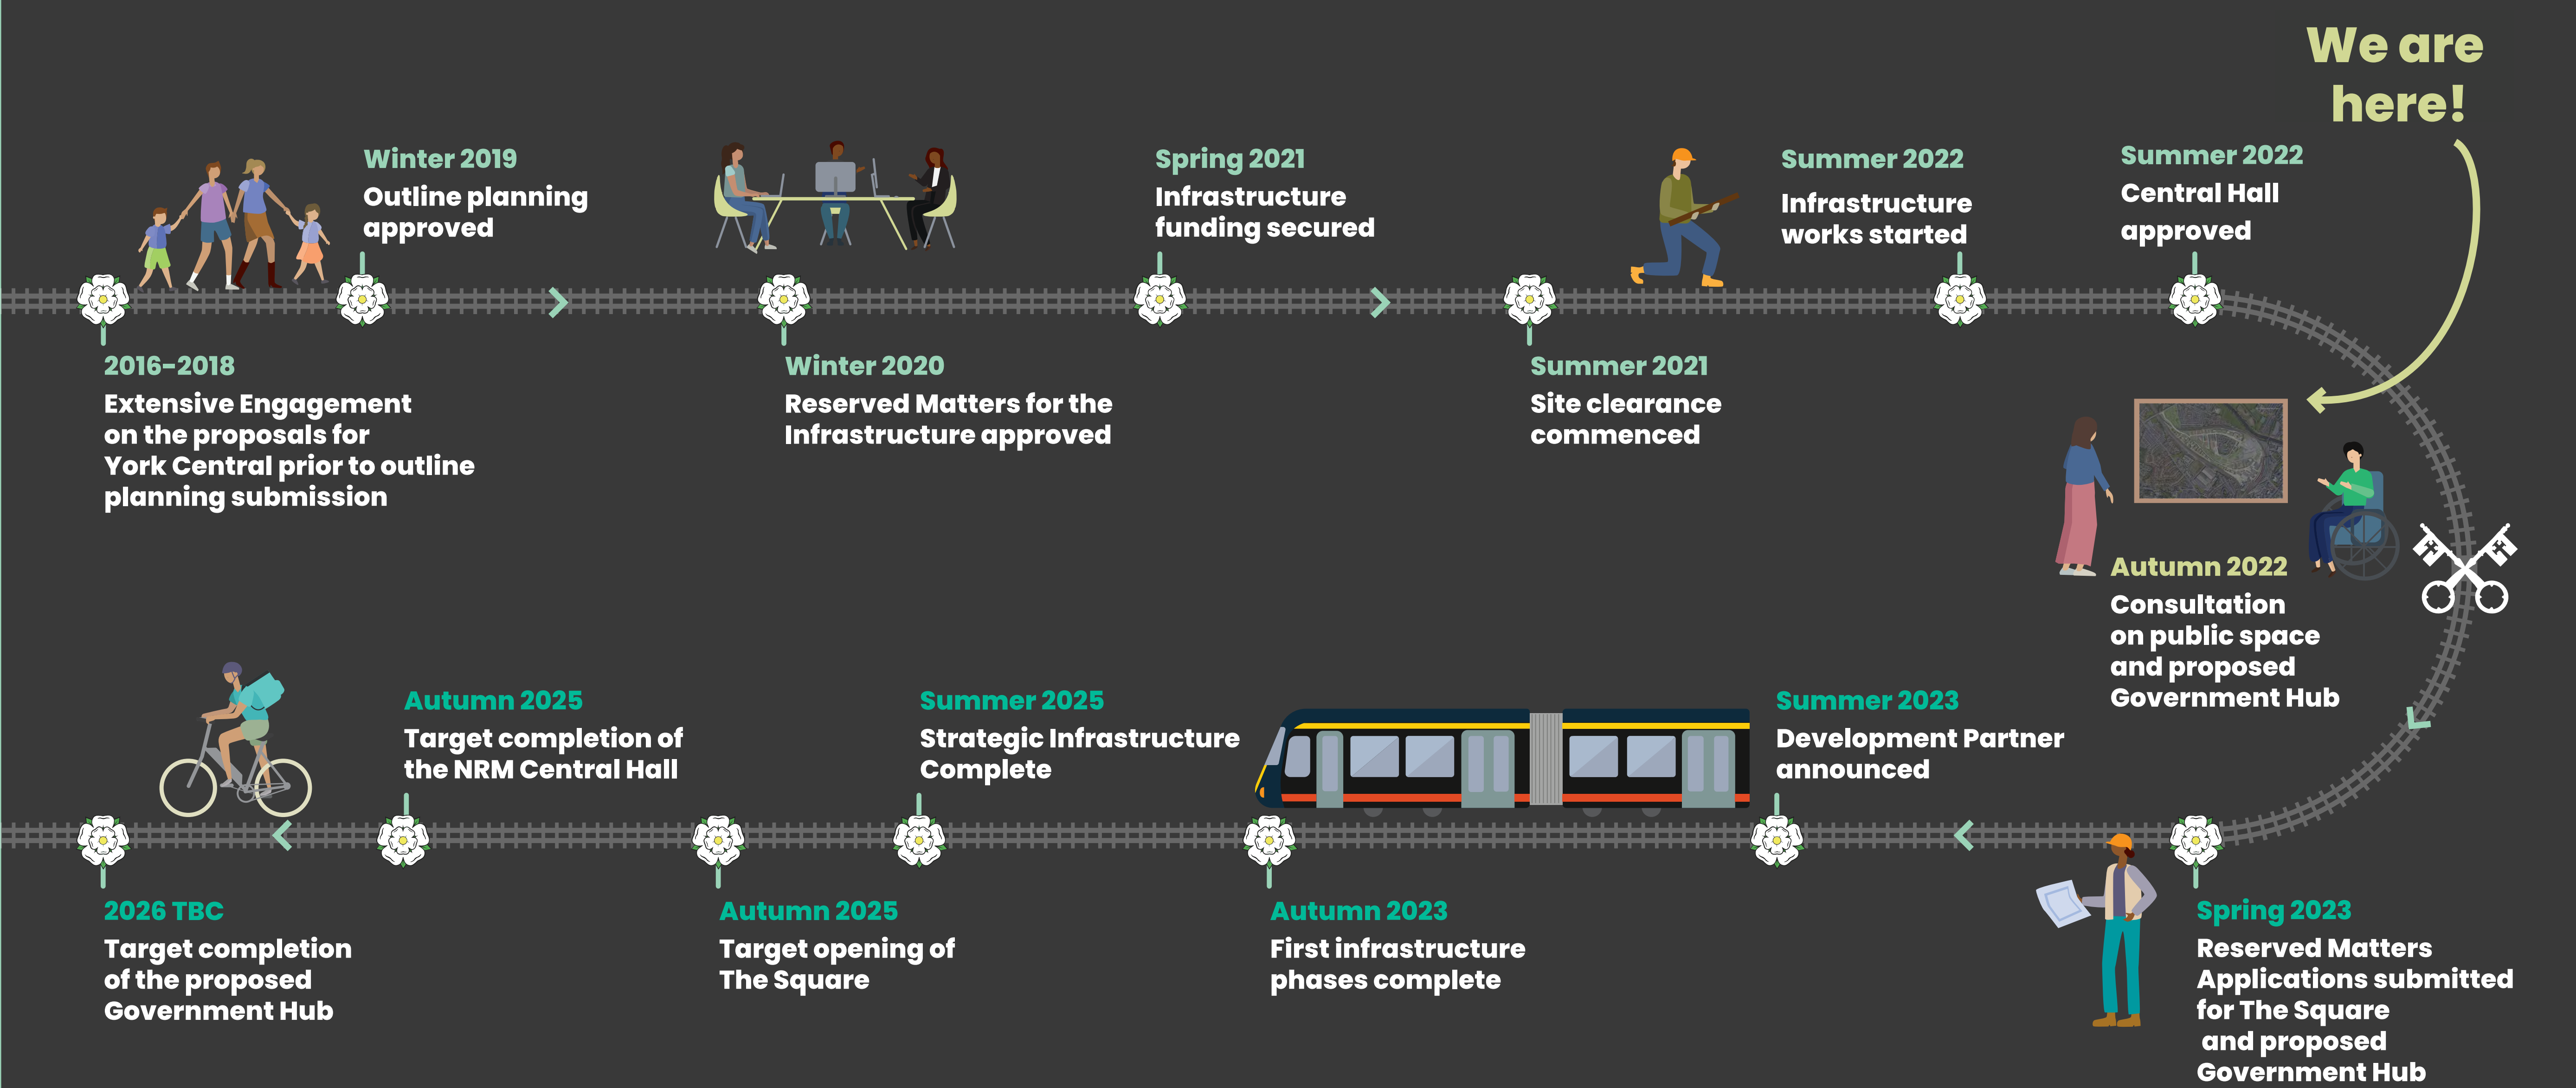 We are
here!
2016-2018
Extensive Engagement
on the proposals for
York Central prior to outline
planning submission
Winter 2019
Outline planning
approved
Winter 2020
Reserved Matters for the
Infrastructure approved
Spring 2021
Infrastructure
funding secured
Summer 2021
Site clearance
commenced
Summer 2022
Infrastructure
works started
Summer 2022
Central Hall
approved
Autumn 2022
Consultation
on public space
and proposed
Government Hub
Spring 2023
Reserved Matters
Applications submitted
for The Square
and proposed
Government Hub
Summer 2023
Development Partner
announced
Autumn 2023
First infrastructure
phases complete
Summer 2025
Strategic Infrastructure
Complete
Autumn 2025
Target opening of
The Square
Autumn 2025
Target completion of
the NRM Central Hall
2026 TBC
Target completion
of the proposed
Government Hub